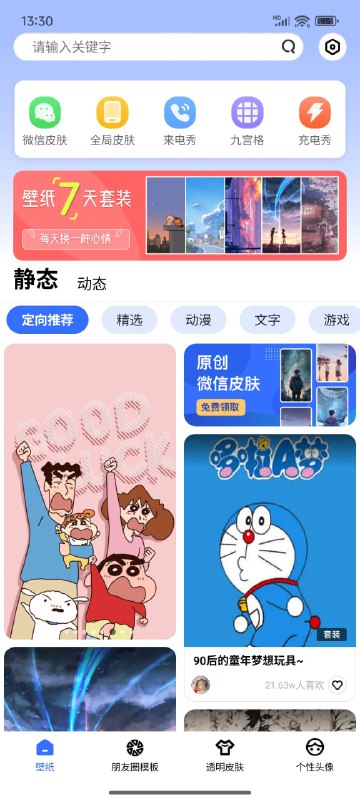 13:30
HD
请输入关键字
微信皮肤
全局皮肤
来电秀
九宫格
充电秀
壁纸7天套装
每天换一种心情
静态
动态
定向推荐
精选
动漫
文字
游戏
GOOD
LUCK
原创
微信皮肤
免费领取
哆啦A梦
套装
90后的童年梦想玩具~
21.63w人喜欢
壁纸
朋友圈模板
透明皮肤
个性头像